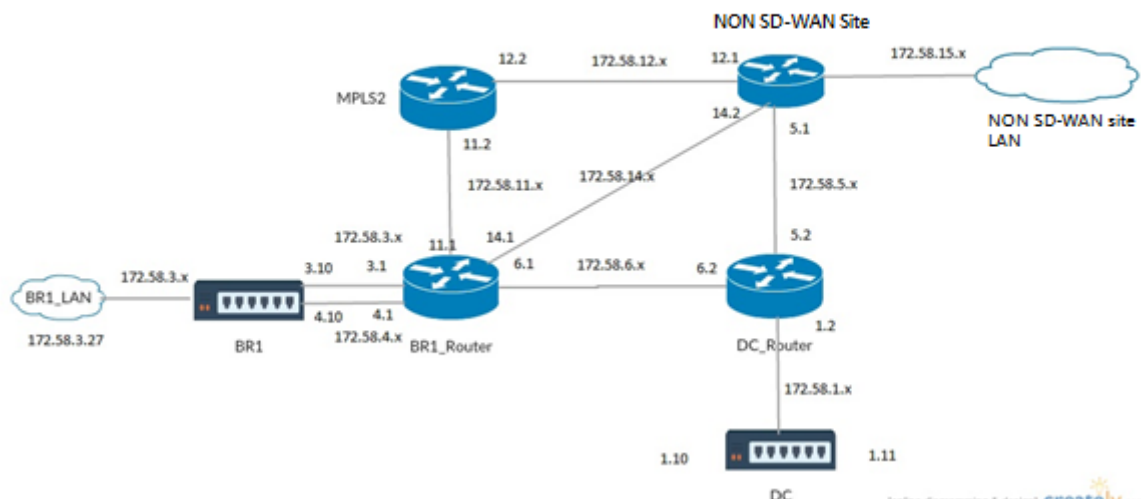 NON SD-WAN Site
12.2
172.58.12.x
12.1
172.58.15.x
MPLS2
14.2
5.1
NON SD-WAN site
LAN
11.2
172.58.11.x
172.58.14.x
172.58.5.x
172.58.3.x
11.1
14.1
5.2
172.58.3.x
3.10
3.1
6.1
172.58.6.x
6.2
BR1_LAN
4.10
4.1
1.2
172.58.3.27
172.58.4.x
BR1
BR1_Router
DC_Router
172.58.1.x
1.10
1.11
DC
creately